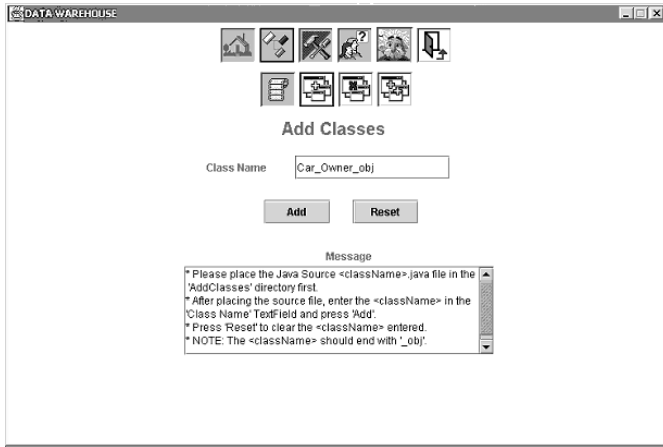 DATA WAREHOUSE
Add Classes
Class Name
Car_Owner_obj
Add
Reset
Message
* Please place the Java Source <className>.java file in the
'AddClasses' directory first.
* After placing the source file, enter the <className> in the
'Class Name' TextField and press 'Add'.
* Press 'Reset' to clear the <className> entered.
* NOTE: The <className> should end with '_obj'.